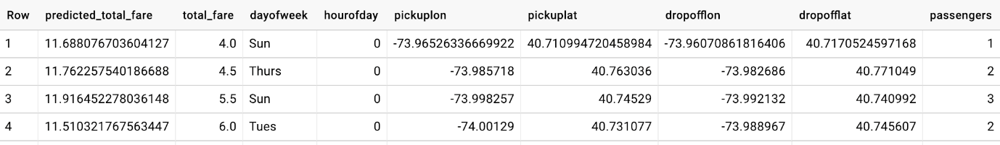 Row predicted_total_fare total_fare dayofweek hourofday pickuplon pickuplat dropofflon dropofflat passengers
1 11.688076703604127 4.0 Sun 0 -73.96526336669922 40.710994720458984 -73.96070861816406 40.7170524597168 1
2 11.762257540186688 4.5 Thurs 0 -73.985718 40.763036 -73.982686 40.771049 2
3 11.916452278036148 5.5 Sun 0 -73.998257 40.74529 -73.992132 40.740992 3
4 11.510321767563447 6.0 Tues 0 -74.00129 40.731077 -73.988967 40.745607 2